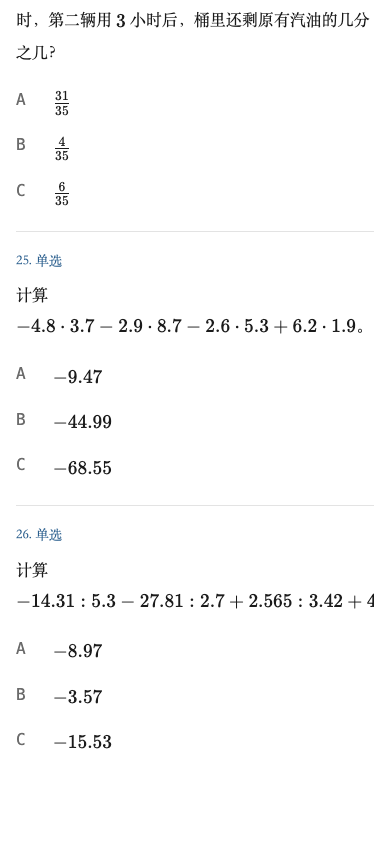 时，第二辆用 3 小时后，桶里还剩原有汽油的几分
之几？
A 31/35
B 4/35
C 6/35
25. 单选
计算
−4.8 · 3.7 − 2.9 · 8.7 − 2.6 · 5.3 + 6.2 · 1.9。
A −9.47
B −44.99
C −68.55
26. 单选
计算
−14.31 : 5.3 − 27.81 : 2.7 + 2.565 : 3.42 + 4
A −8.97
B −3.57
C −15.53